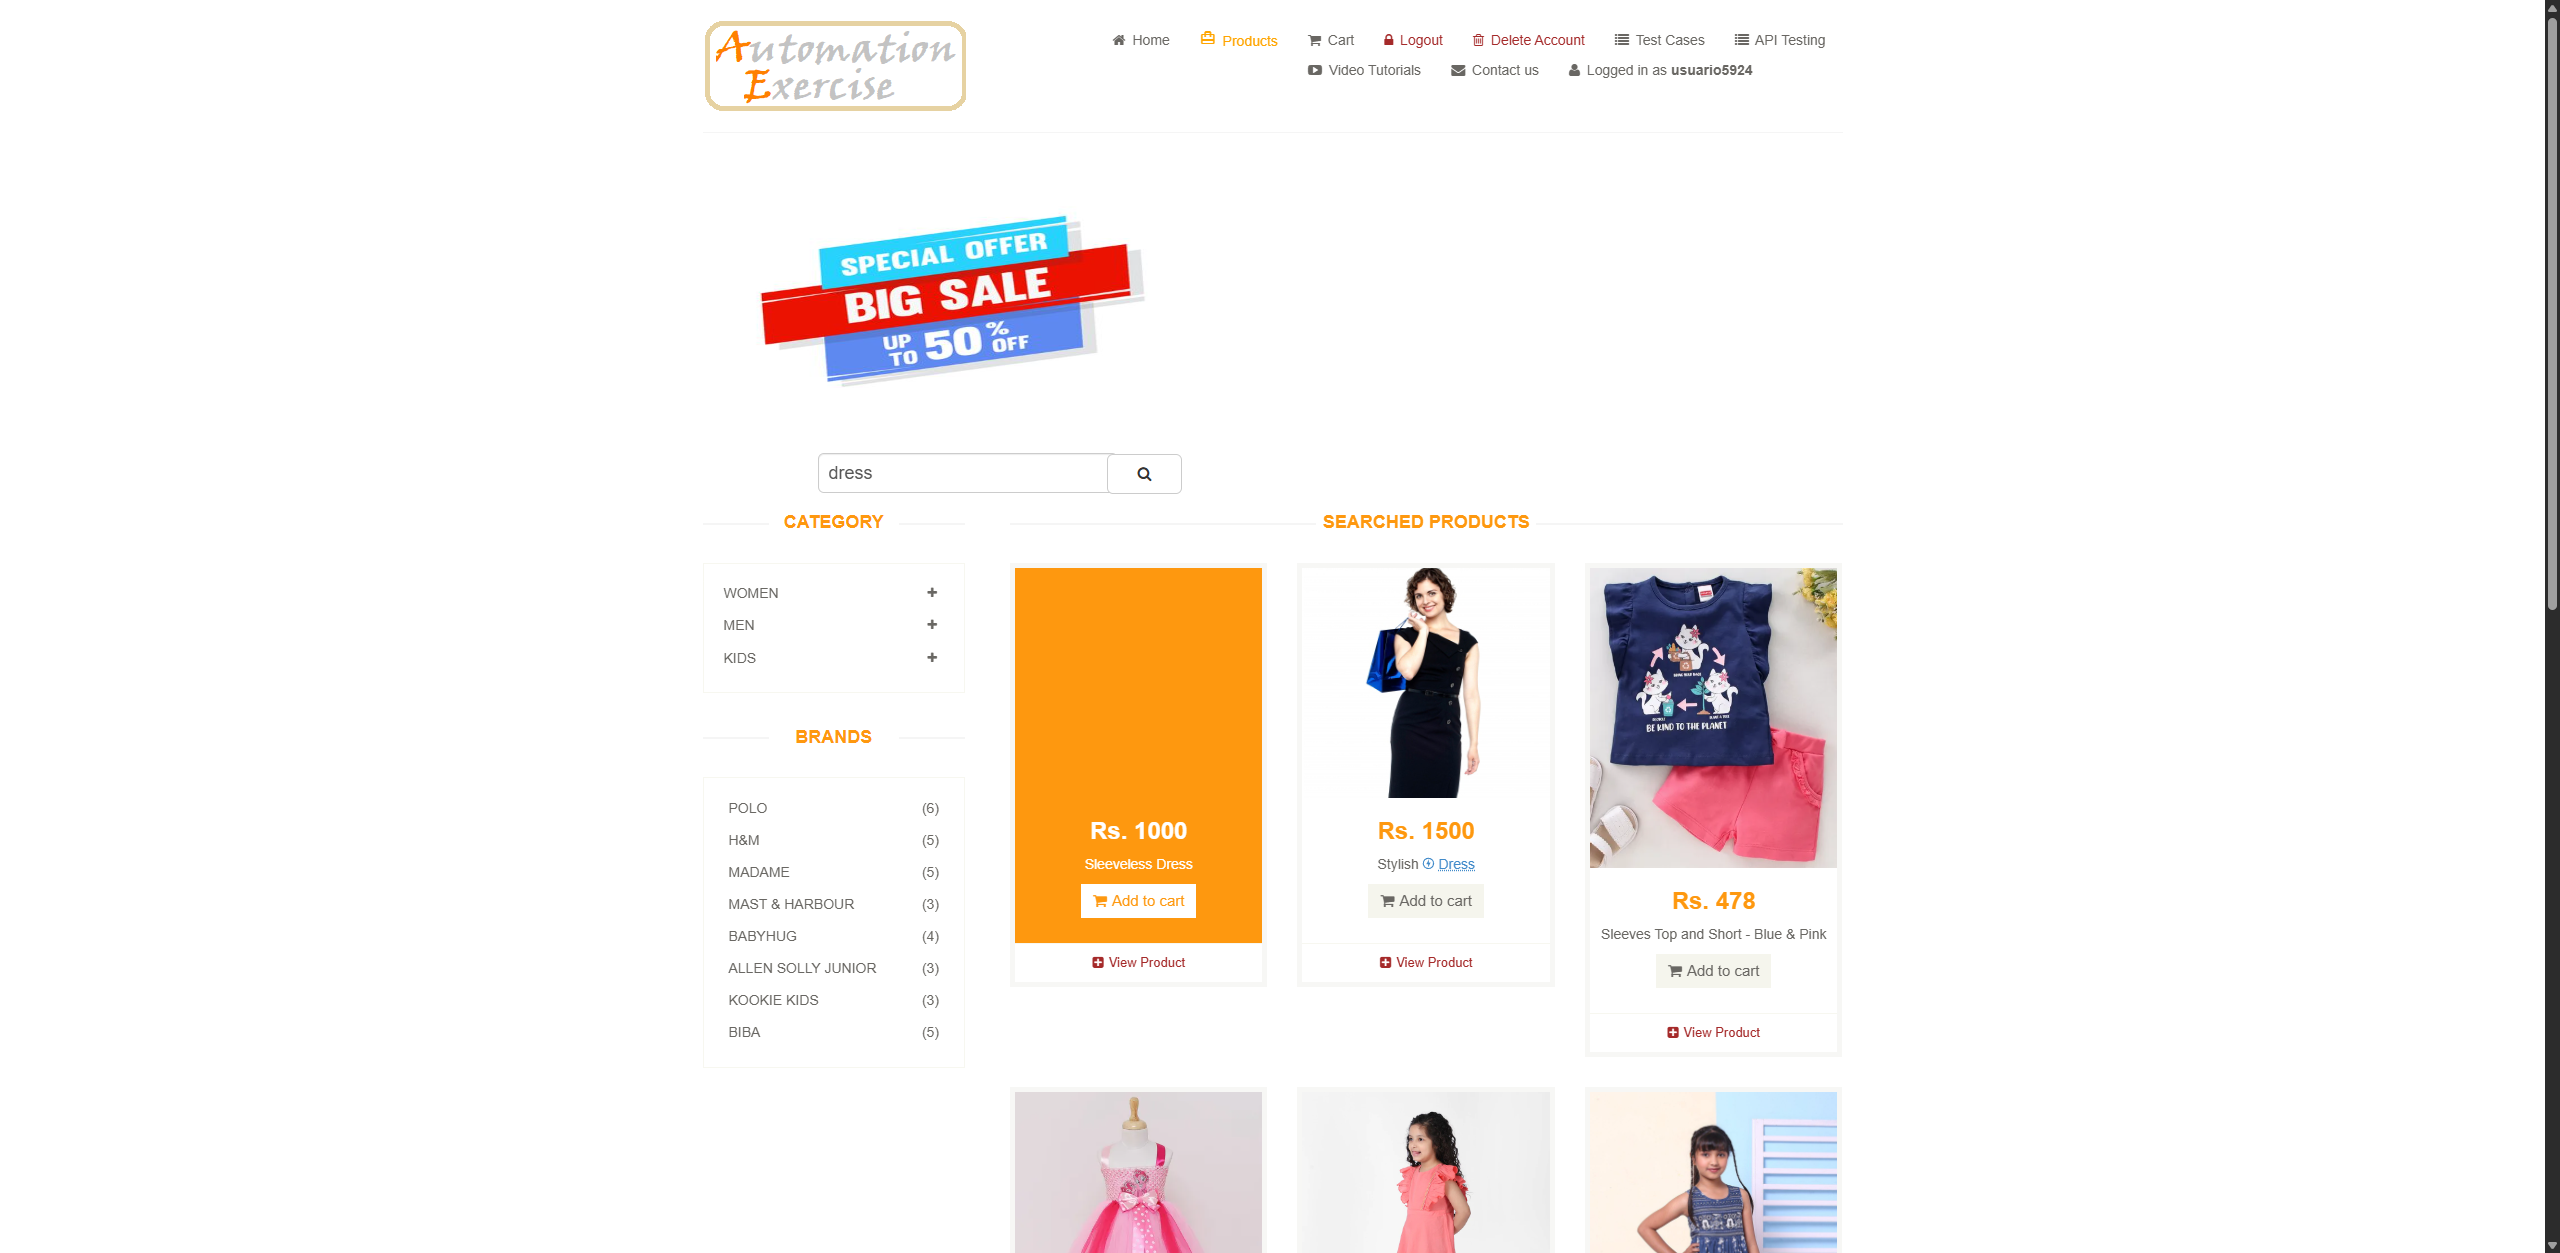 Automation
Exercise
Home
Products
Cart
Logout
Delete Account
Test Cases
API Testing
Video Tutorials
Contact us
Logged in as usuario5924
SPECIAL OFFER
BIG SALE
UP TO 50% OFF
dress
CATEGORY
WOMEN
MEN
KIDS
BRANDS
POLO (6)
H&M (5)
MADAME (5)
MAST & HARBOUR (3)
BABYHUG (4)
ALLEN SOLLY JUNIOR (3)
KOOKIE KIDS (3)
BIBA (5)
SEARCHED PRODUCTS
Rs. 1000
Sleeveless Dress
Add to cart
View Product
Rs. 1500
Stylish Dress
Add to cart
View Product
BE KIND TO THE PLANET
Rs. 478
Sleeves Top and Short - Blue & Pink
Add to cart
View Product